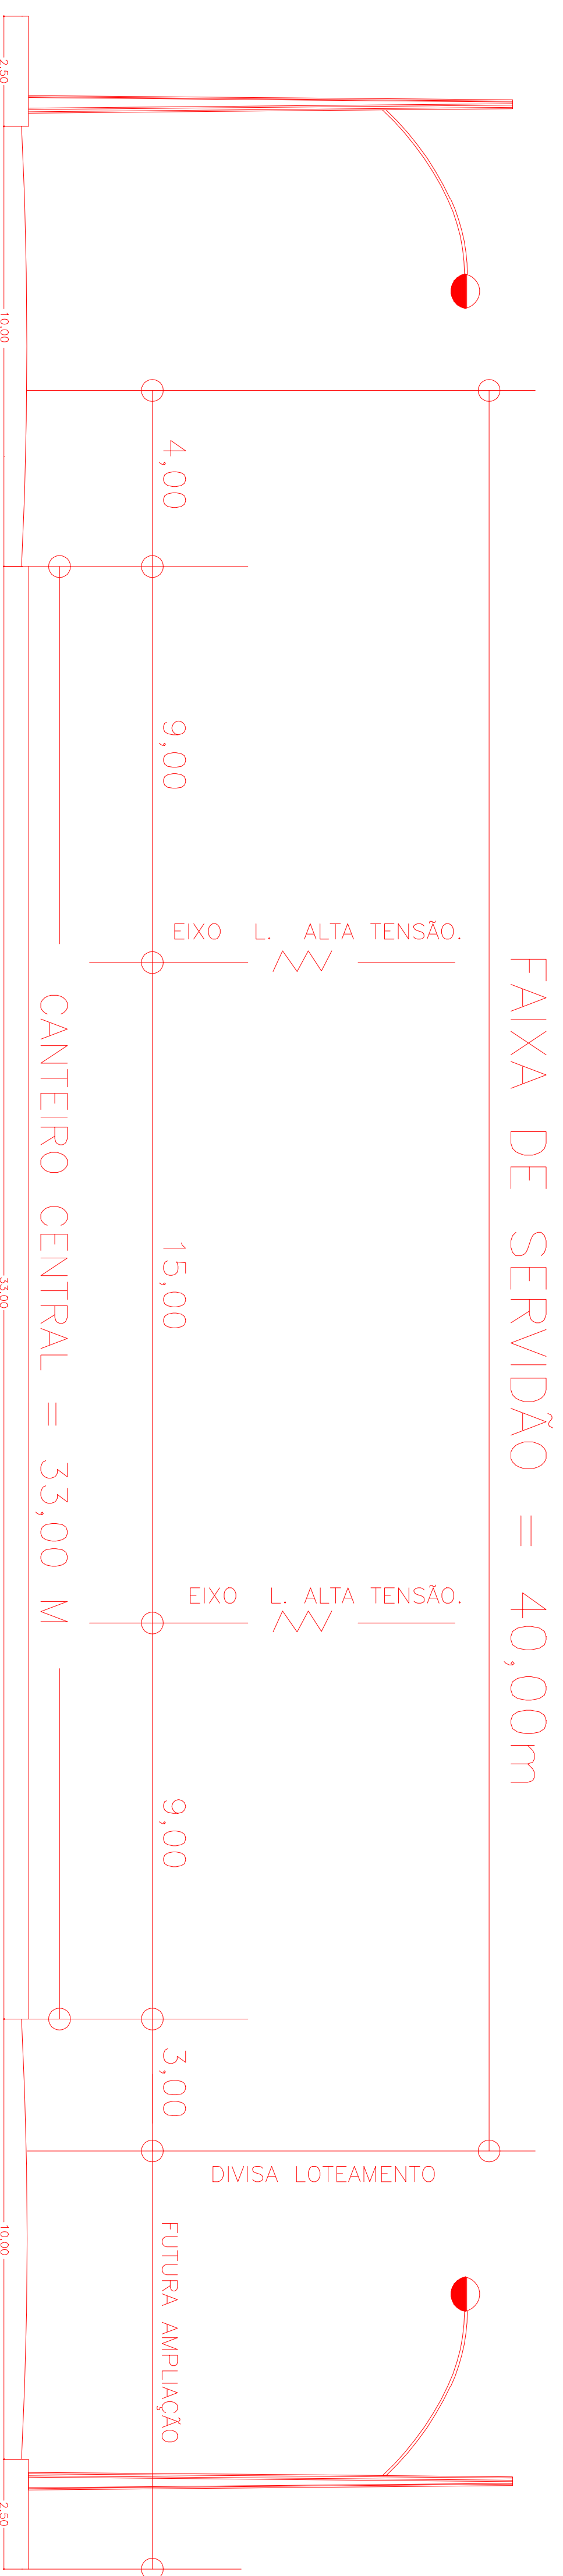 FAIXA DE SERVIDÃO = 40,00m
EIXO L. ALTA TENSÃO.
EIXO L. ALTA TENSÃO.
DIVISA LOTEAMENTO
4,00
9,00
15,00
9,00
3,00
FUTURA AMPLIAÇÃO
CANTEIRO CENTRAL = 33,00 M
2,50
10,00
33,00
10,00
2,50